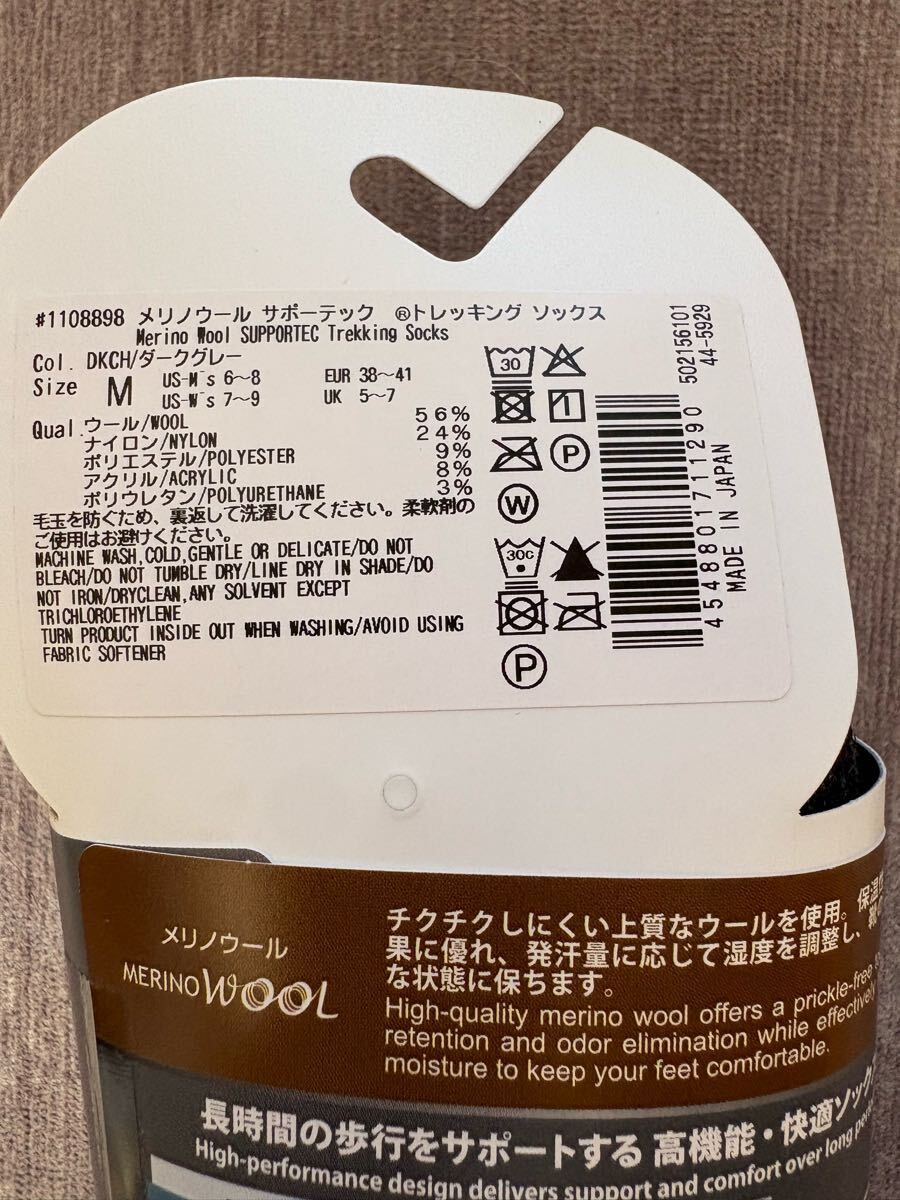 #1108898 メリノウール サポーテック ®トレッキング ソックス
Merino Wool SUPPORTEC Trekking Socks
Col. DKCH/ダークグレー
Size M US-M's 6~8 EUR 38~41
US-W's 7~9 UK 5~7
Qual. ウール/WOOL 56%
ナイロン/NYLON 24%
ポリエステル/POLYESTER 9%
アクリル/ACRYLIC 8%
ポリウレタン/POLYURETHANE 3%
毛玉を防ぐため、裏返して洗濯してください。柔軟剤の
ご使用はお避けください。
MACHINE WASH,COLD,GENTLE OR DELICATE/DO NOT
BLEACH/DO NOT TUMBLE DRY/LINE DRY IN SHADE/DO
NOT IRON/DRYCLEAN,ANY SOLVENT EXCEPT
TRICHLOROETHYLENE
TURN PRODUCT INSIDE OUT WHEN WASHING/AVOID USING
FABRIC SOFTENER
30
P
W
30c
P
502156101
44-5929
4548801711290
MADE IN JAPAN
メリノウール
MERINO WOOL
チクチクしにくい上質なウールを使用。保温性
果に優れ、発汗量に応じて湿度を調整し、
な状態に保ちます。
High-quality merino wool offers a prickle-free
retention and odor elimination while effectively
moisture to keep your feet comfortable.
長時間の歩行をサポートする 高機能・快適ソック
High-performance design delivers support and comfort over long